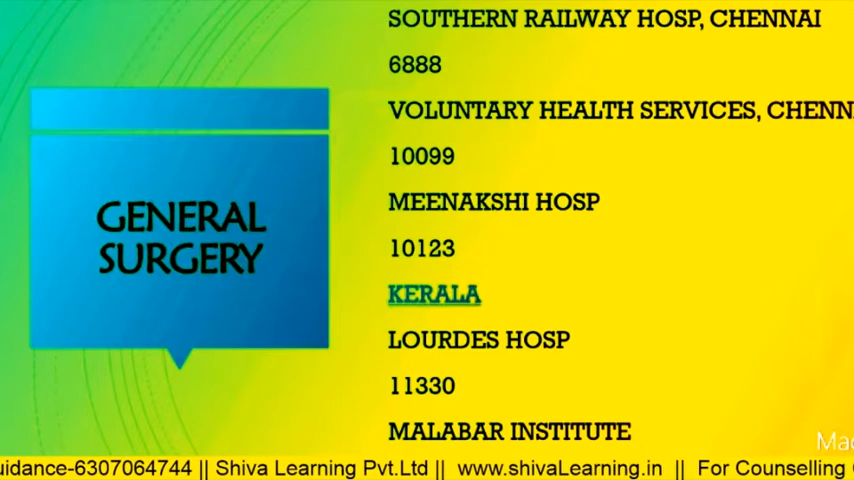 SOUTHERN RAILWAY HOSP, CHENNAI
6888
VOLUNTARY HEALTH SERVICES, CHENN
10099
MEENAKSHI HOSP
10123
KERALA
LOURDES HOSP
11330
MALABAR INSTITUTE
GENERAL
SURGERY
uidance-6307064744 || Shiva Learning Pvt.Ltd || www.shivaLearning.in || For Counselling